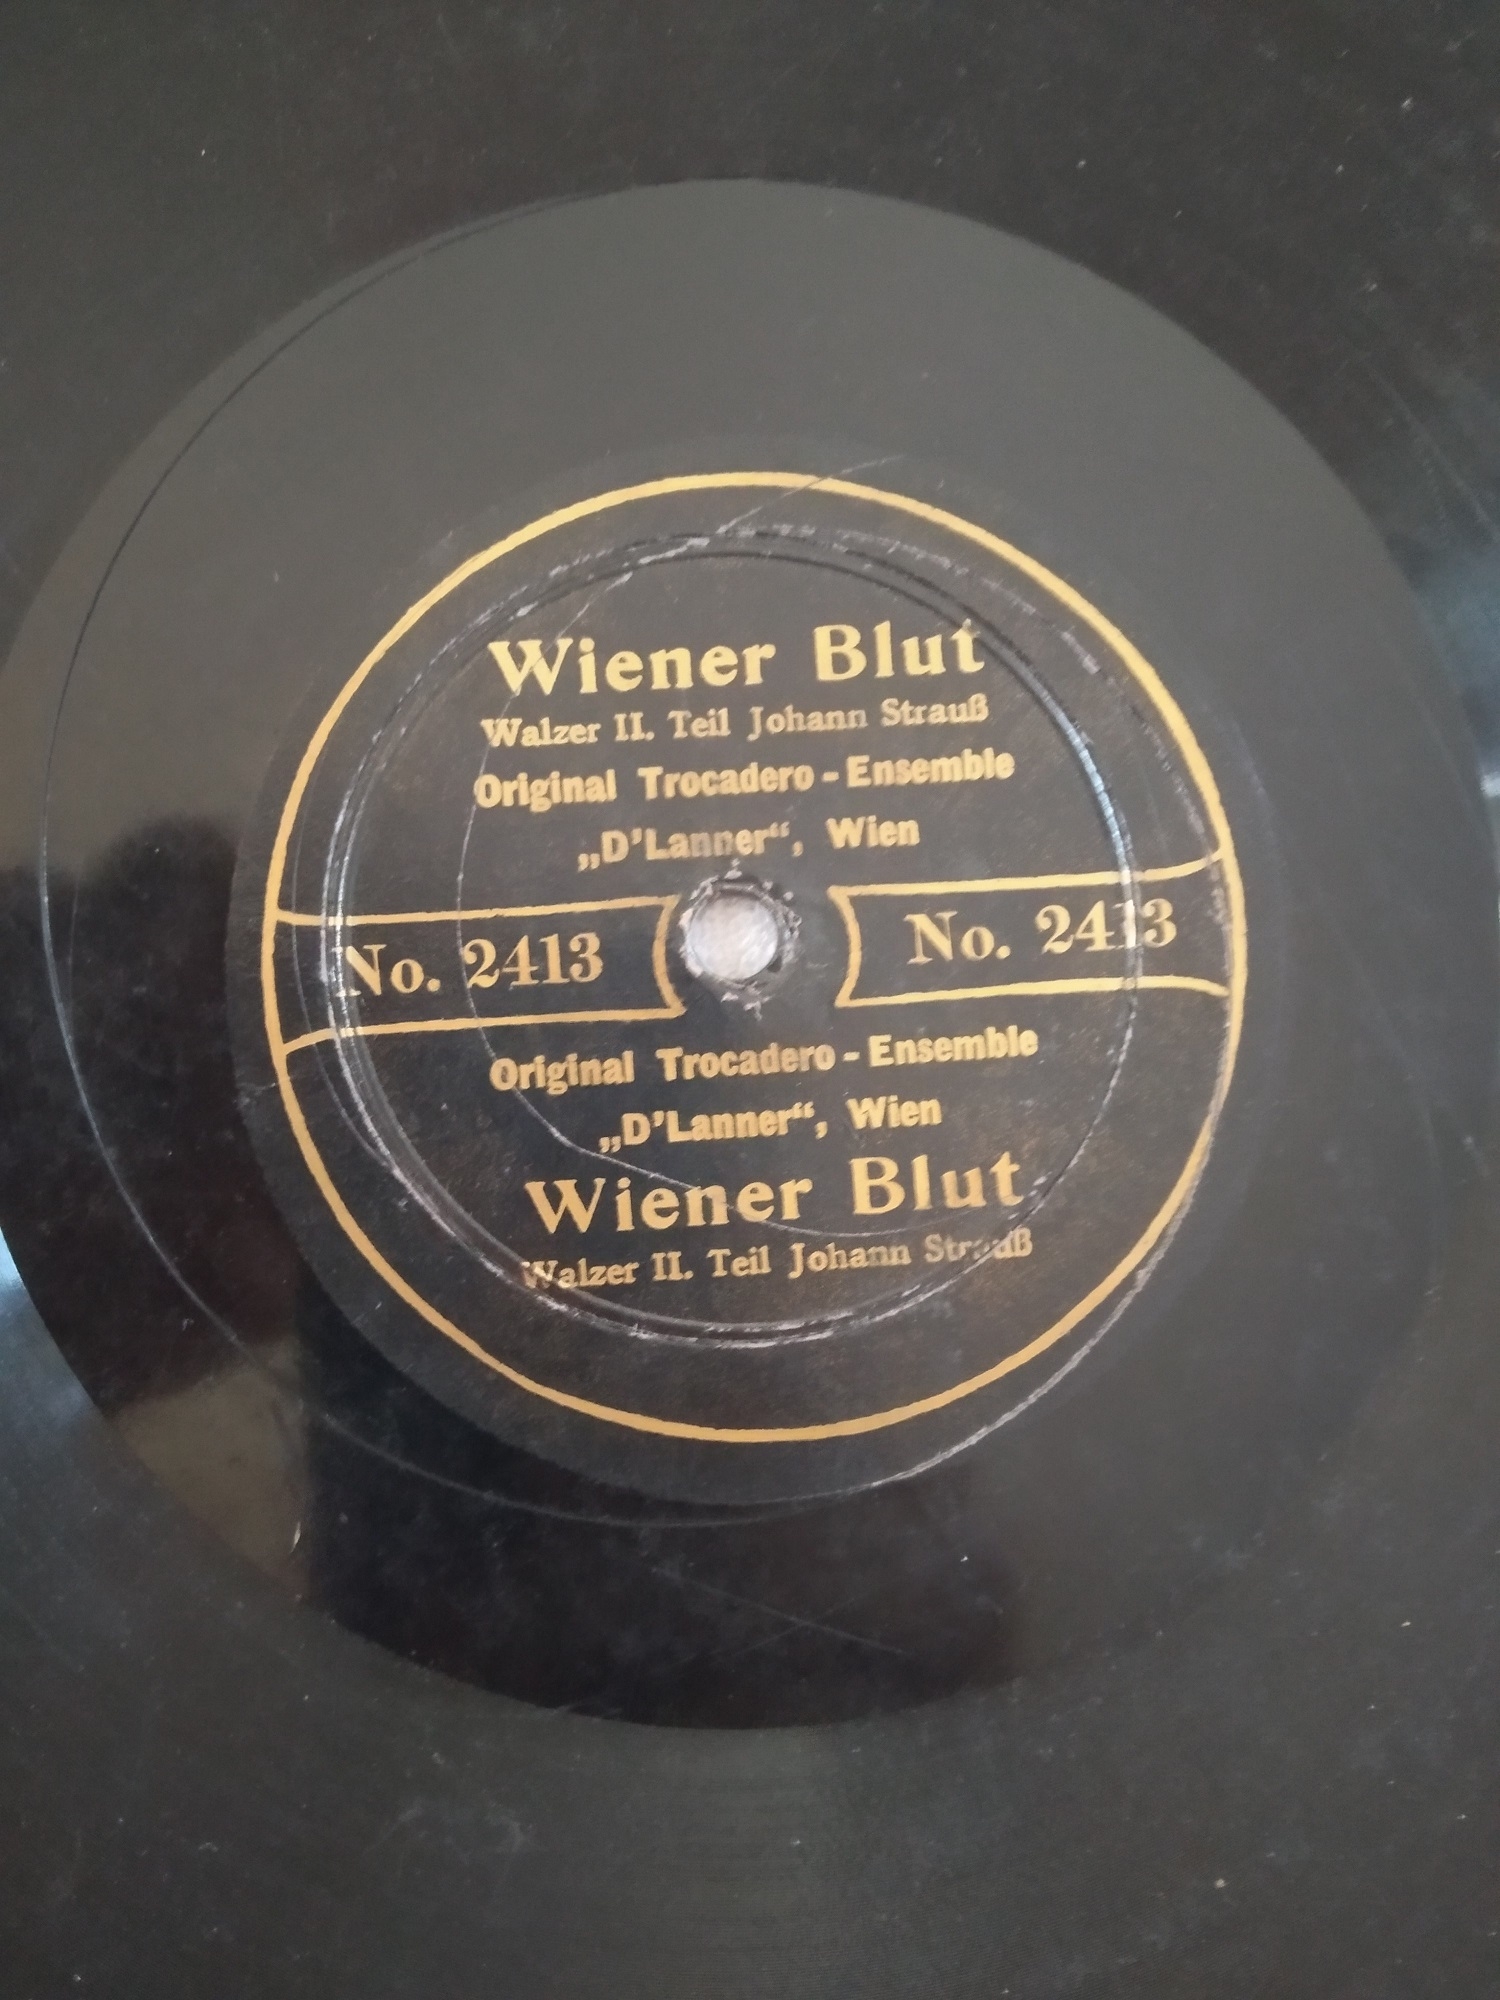 Wiener Blut
Walzer II. Teil Johann Strauß
Original Trocadero - Ensemble
„D'Lanner“, Wien
No. 2413 No. 2413
Original Trocadero - Ensemble
„D'Lanner“, Wien
Wiener Blut
Walzer II. Teil Johann Strauß